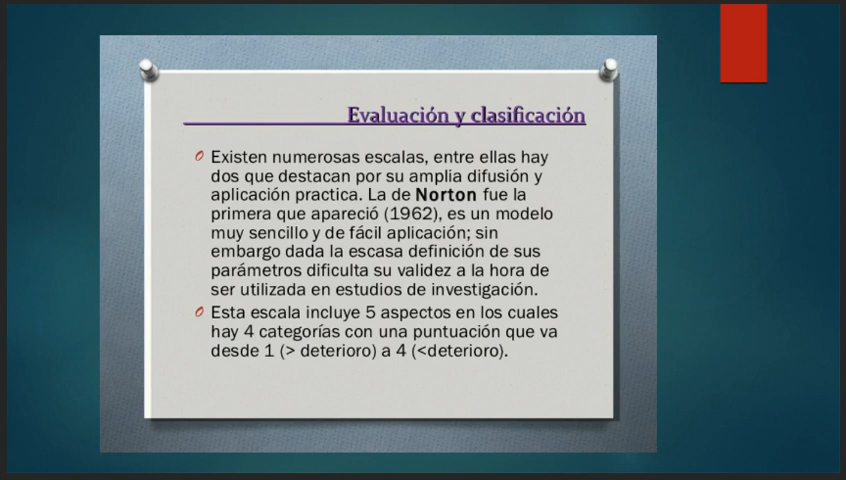 Evaluación y clasificación
Existen numerosas escalas, entre ellas hay
dos que destacan por su amplia difusión y
aplicación practica. La de Norton fue la
primera que apareció (1962), es un modelo
muy sencillo y de fácil aplicación; sin
embargo dada la escasa definición de sus
parámetros dificulta su validez a la hora de
ser utilizada en estudios de investigación.
Esta escala incluye 5 aspectos en los cuales
hay 4 categorías con una puntuación que va
desde 1 (> deterioro) a 4 (<deterioro).